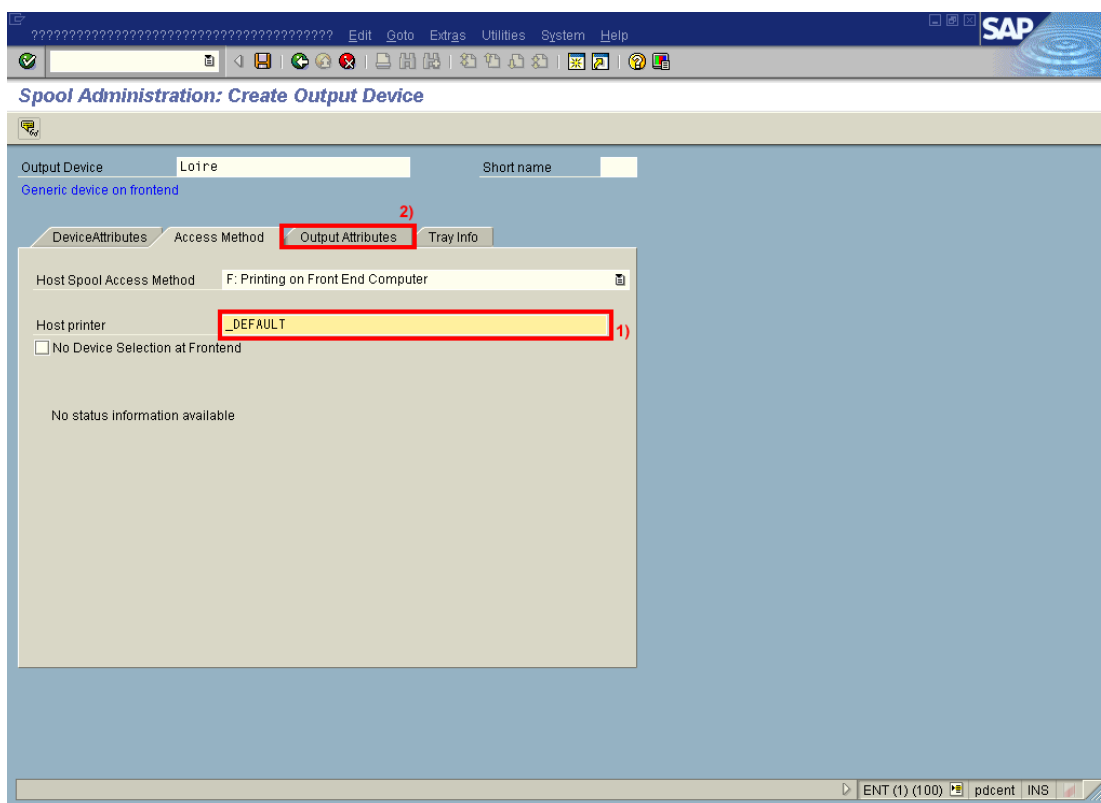 ????????????????????????????????????????? Edit Goto Extras Utilities System Help
SAP
Spool Administration: Create Output Device
Output Device Loire Short name
Generic device on frontend
2)
DeviceAttributes Access Method Output Attributes Tray Info
Host Spool Access Method F: Printing on Front End Computer
Host printer _DEFAULT 1)
No Device Selection at Frontend
No status information available
ENT (1) (100) pdcent INS